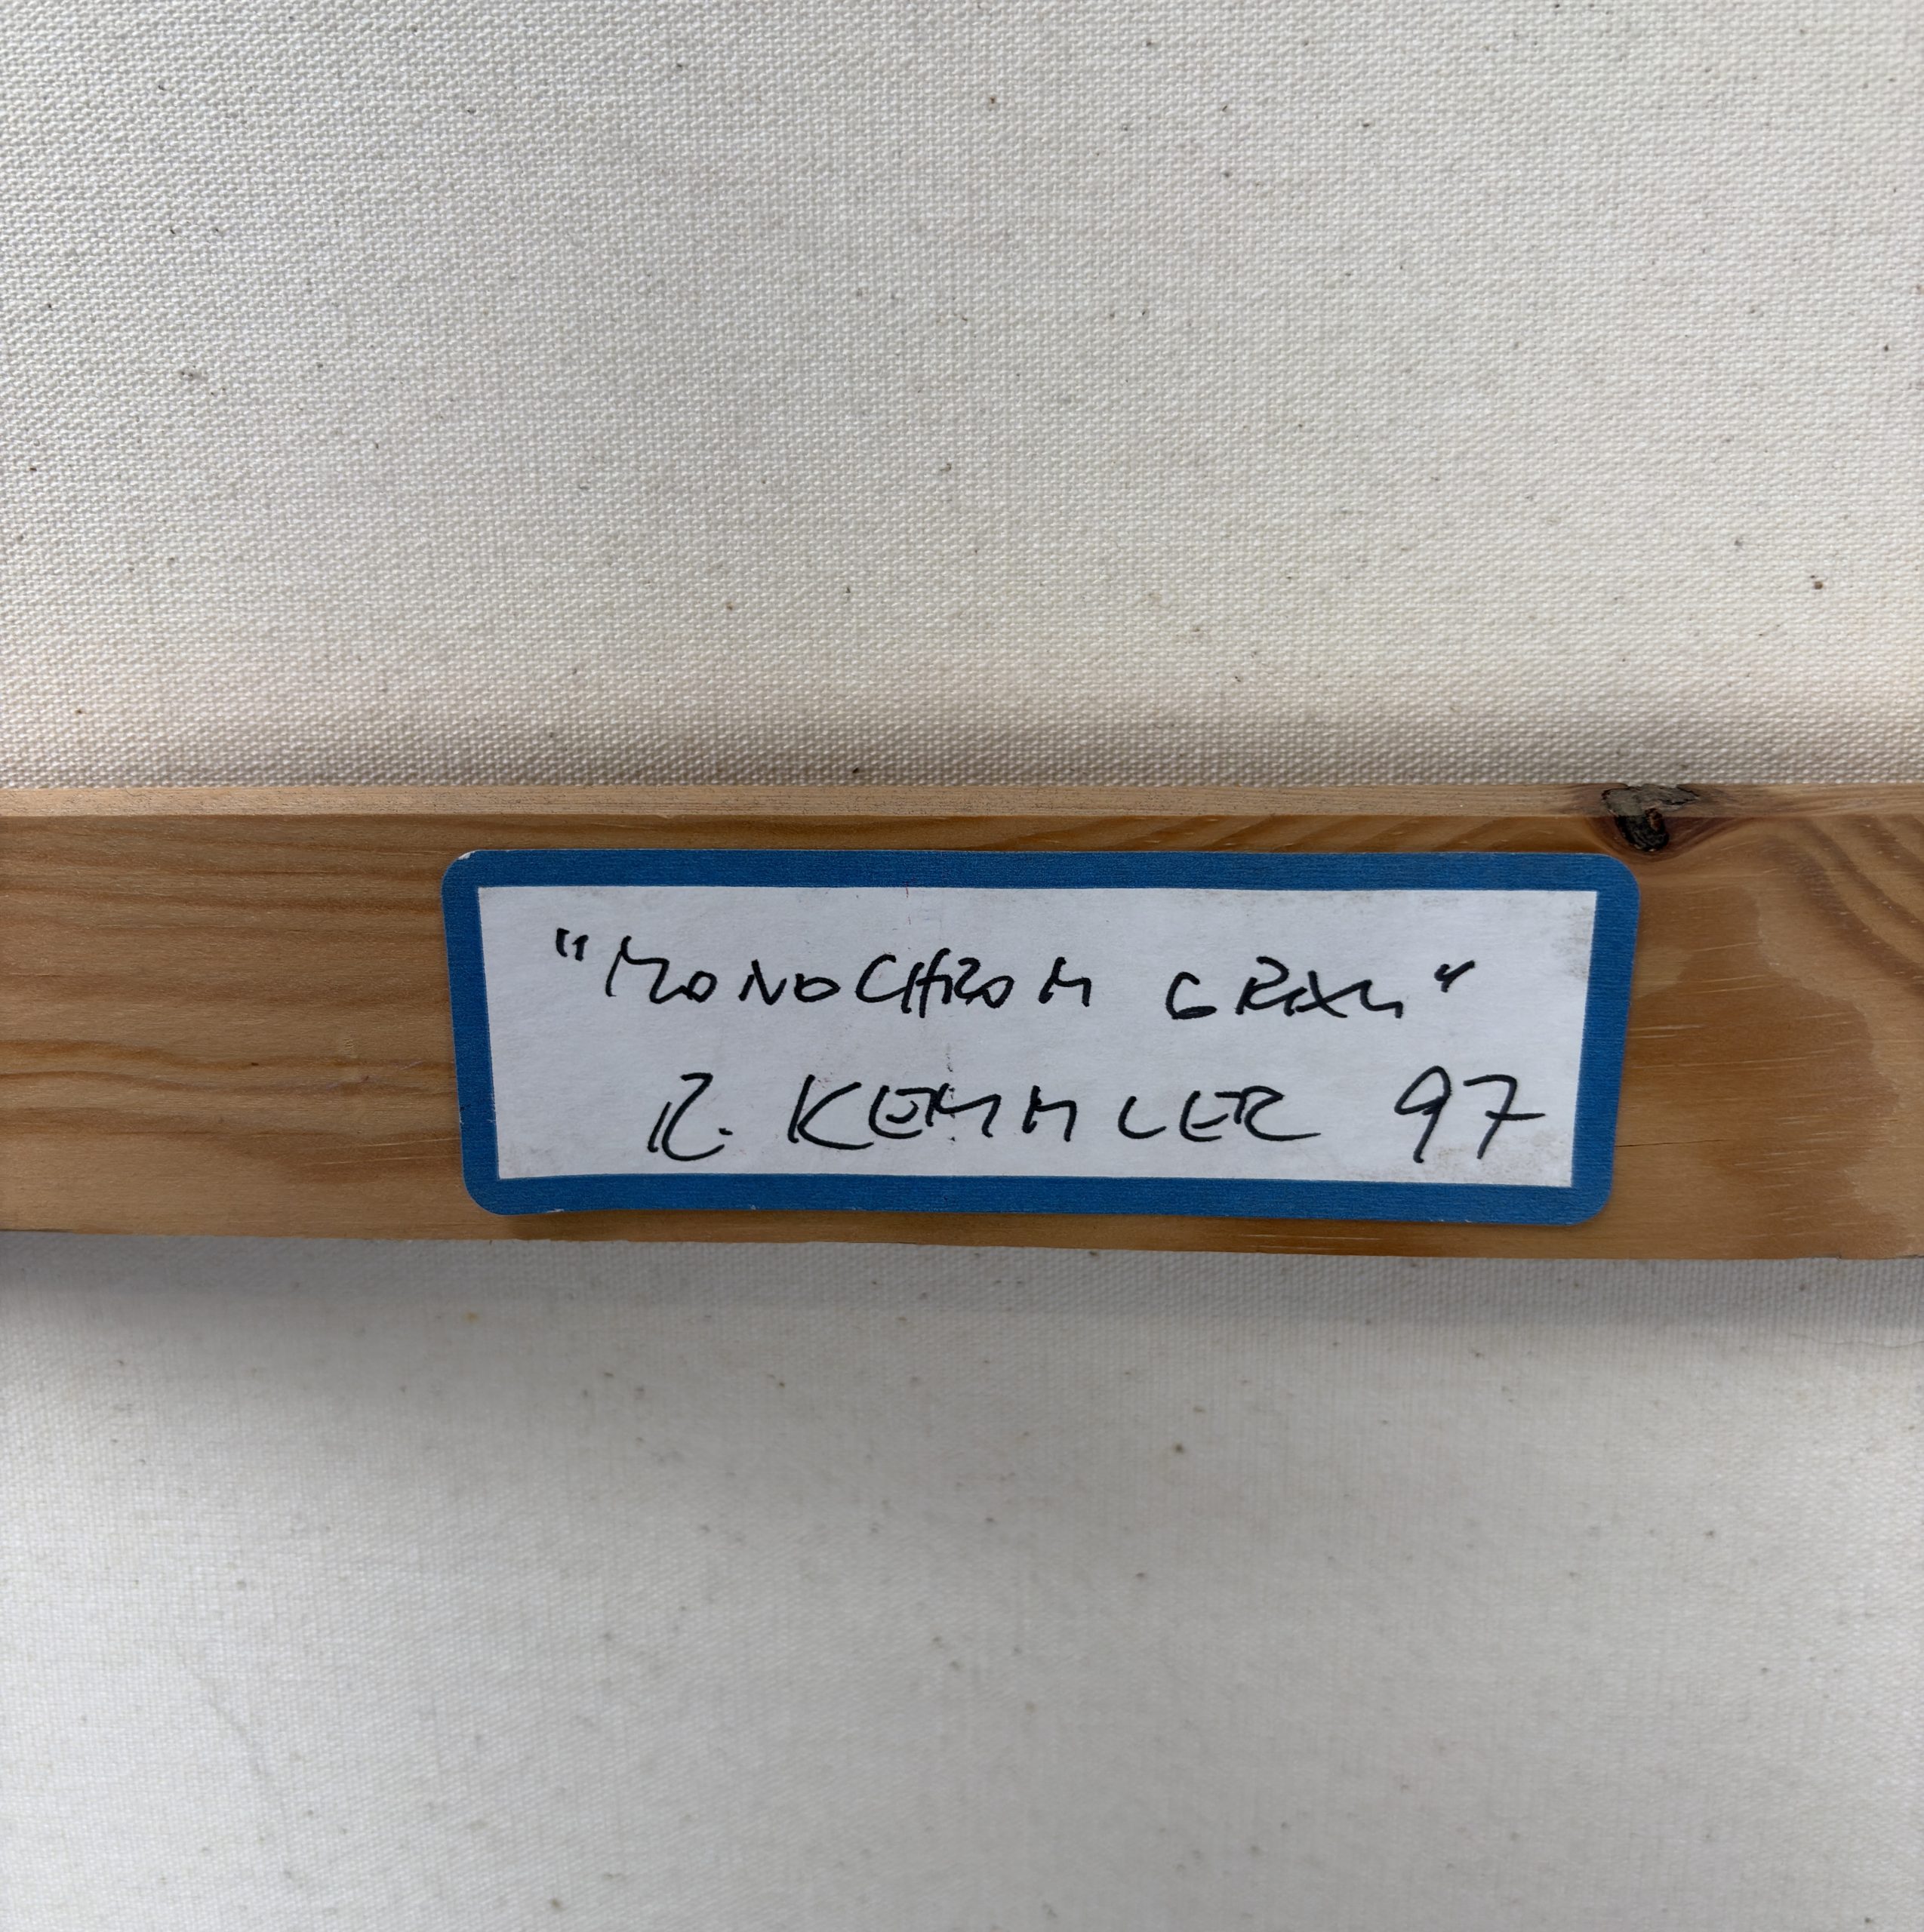 "MONOCHROM GRAU"
R. KEMMLER 97